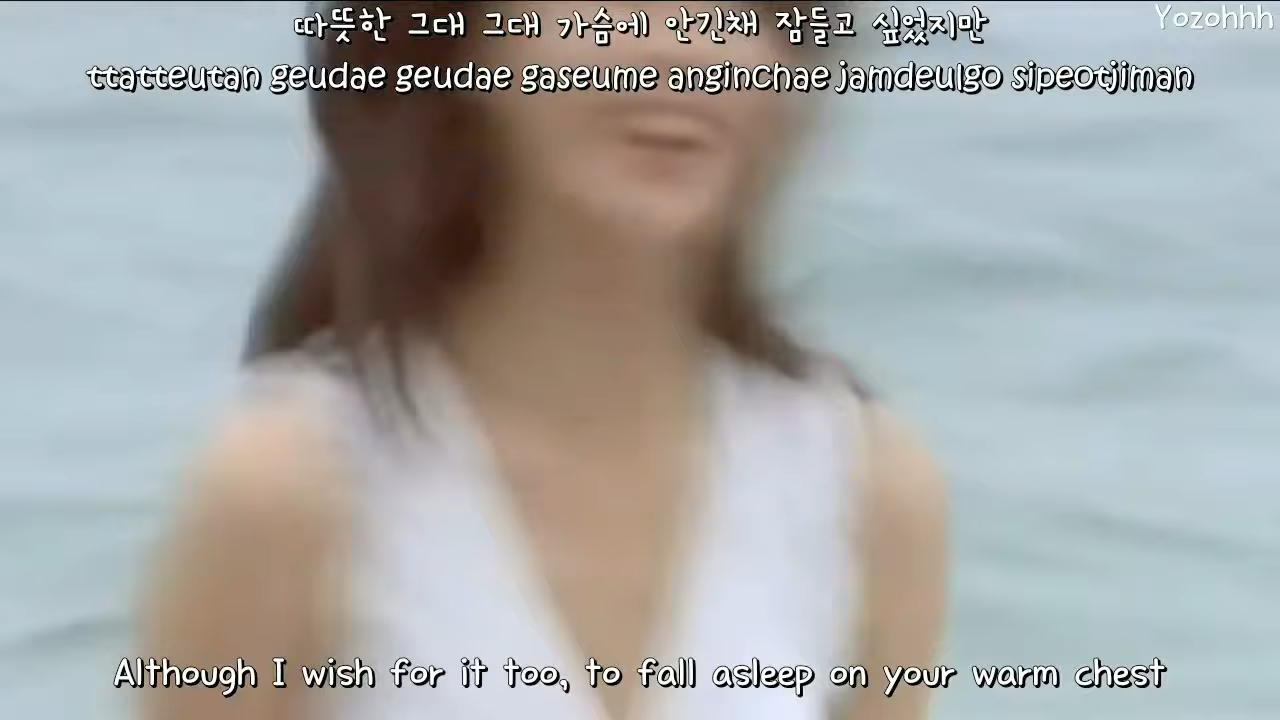 Yozohhh
따뜻한 그대 그대 가슴에 안긴채 잠들고 싶었지만
ttatteutan geudae geudae gaseume anginchae jamdeulgo sipeotjiman
Although I wish for it too, to fall asleep on your warm chest